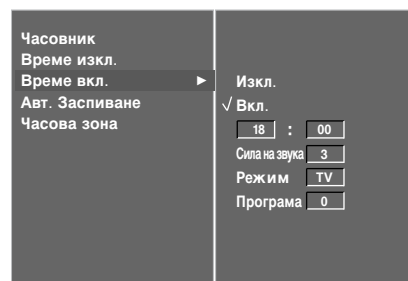 Часовник
Време изкл.
Време вкл. ►
Авт. Заспиване
Часова зона
Изкл.
√ Вкл.
18 : 00
Сила на звука 3
Режим TV
Програма 0